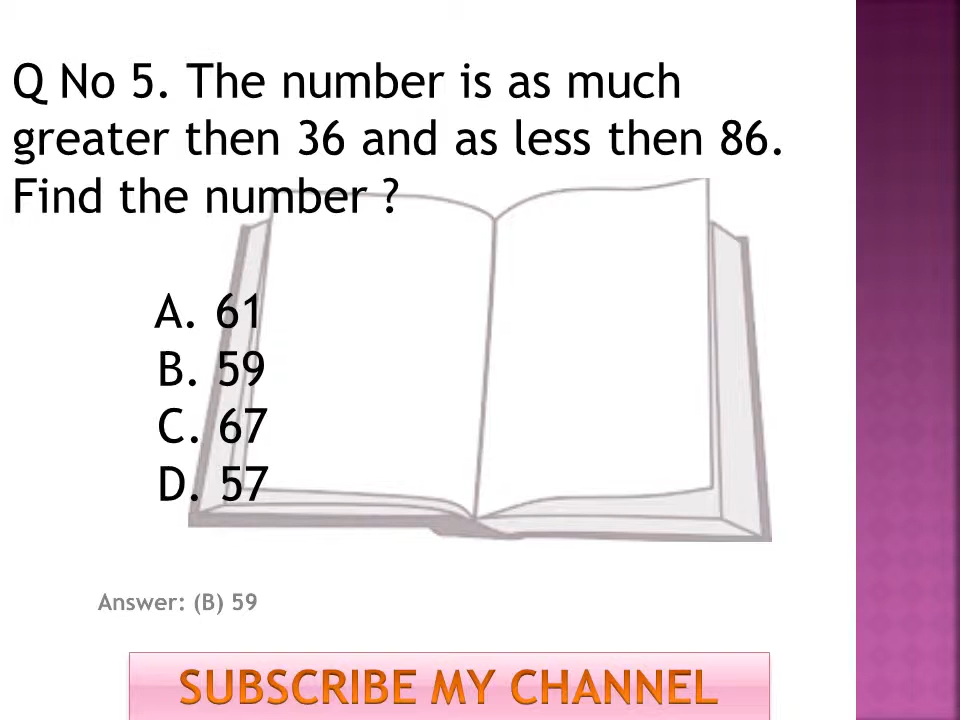 Q No 5. The number is as much
greater then 36 and as less then 86.
Find the number ?
A. 61
B. 59
C. 67
D. 57
Answer: (B) 59
SUBSCRIBE MY CHANNEL